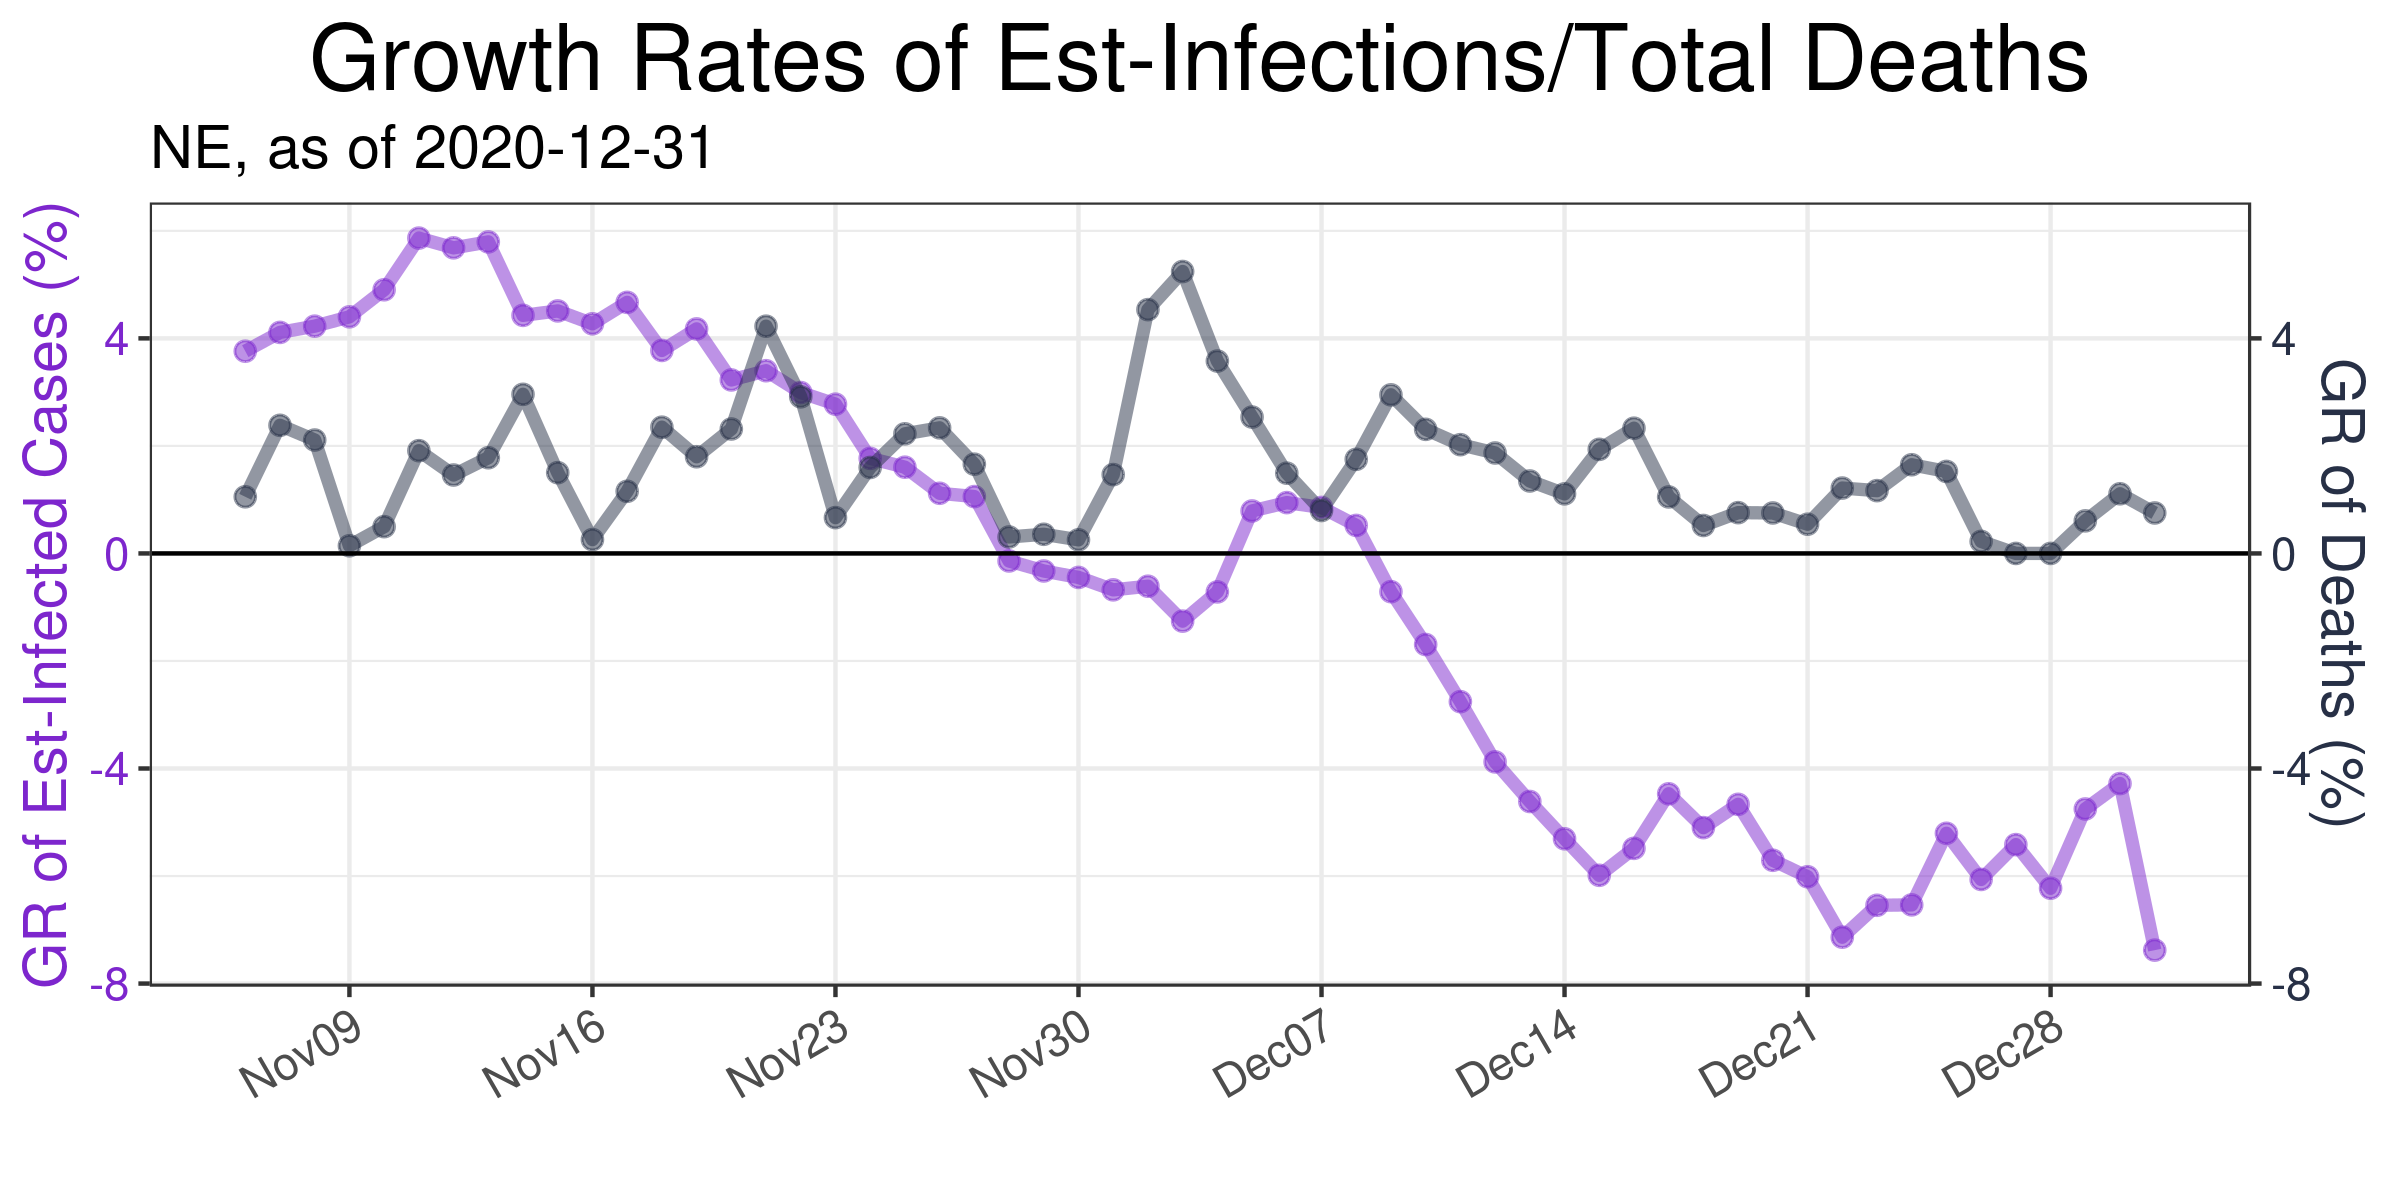 Growth Rates of Est-Infections/Total Deaths
NE, as of 2020-12-31
GR of Est-Infected Cases (%)
4
0
-4
-8
4
0
-4
-8
GR of Deaths (%)
Nov09
Nov16
Nov23
Nov30
Dec07
Dec14
Dec21
Dec28